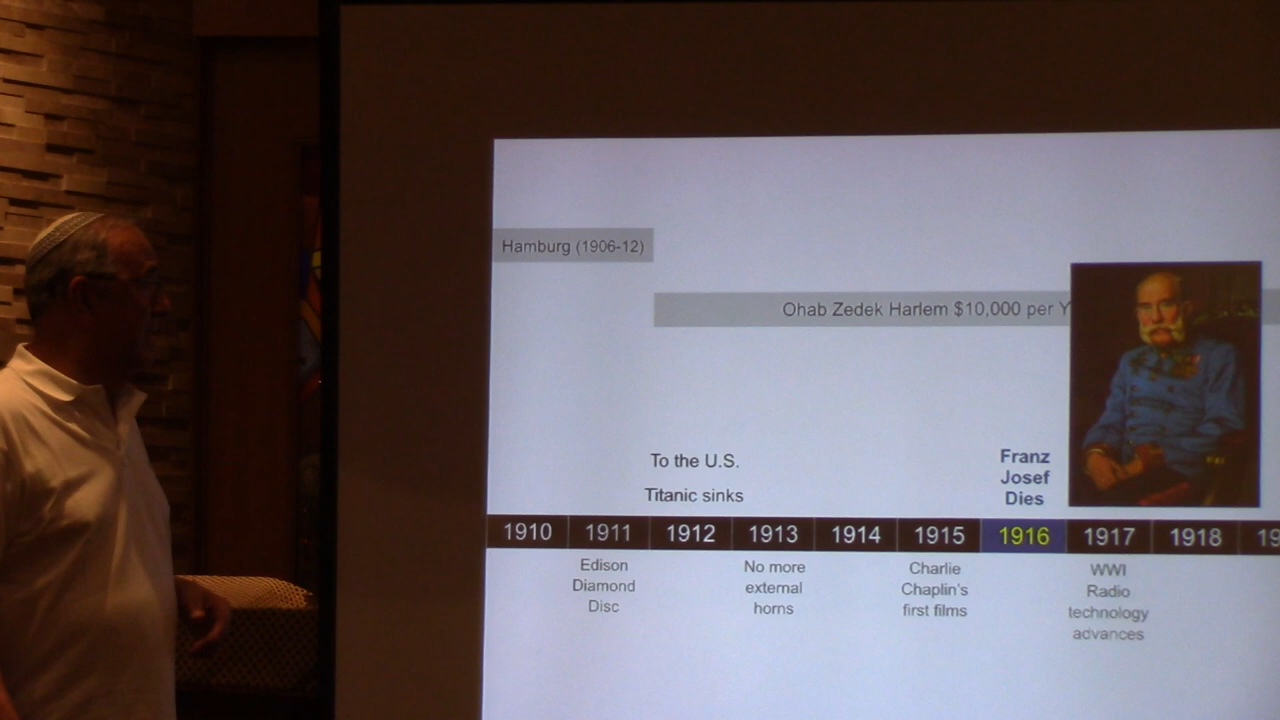 Hamburg (1906-12)
Ohab Zedek Harlem $10,000 per Y
To the U.S.
Titanic sinks
Franz
Josef
Dies
1910 1911 1912 1913 1914 1915 1916 1917 1918 19
Edison
Diamond
Disc
No more
external
horns
Charlie
Chaplin's
first films
WWI
Radio
technology
advances